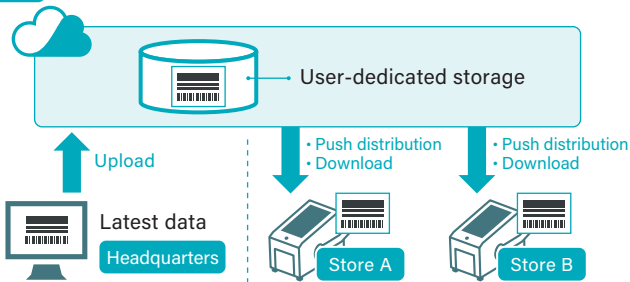 User-dedicated storage
Upload
・Push distribution
・Download
・Push distribution
・Download
Latest data
Headquarters
Store A
Store B